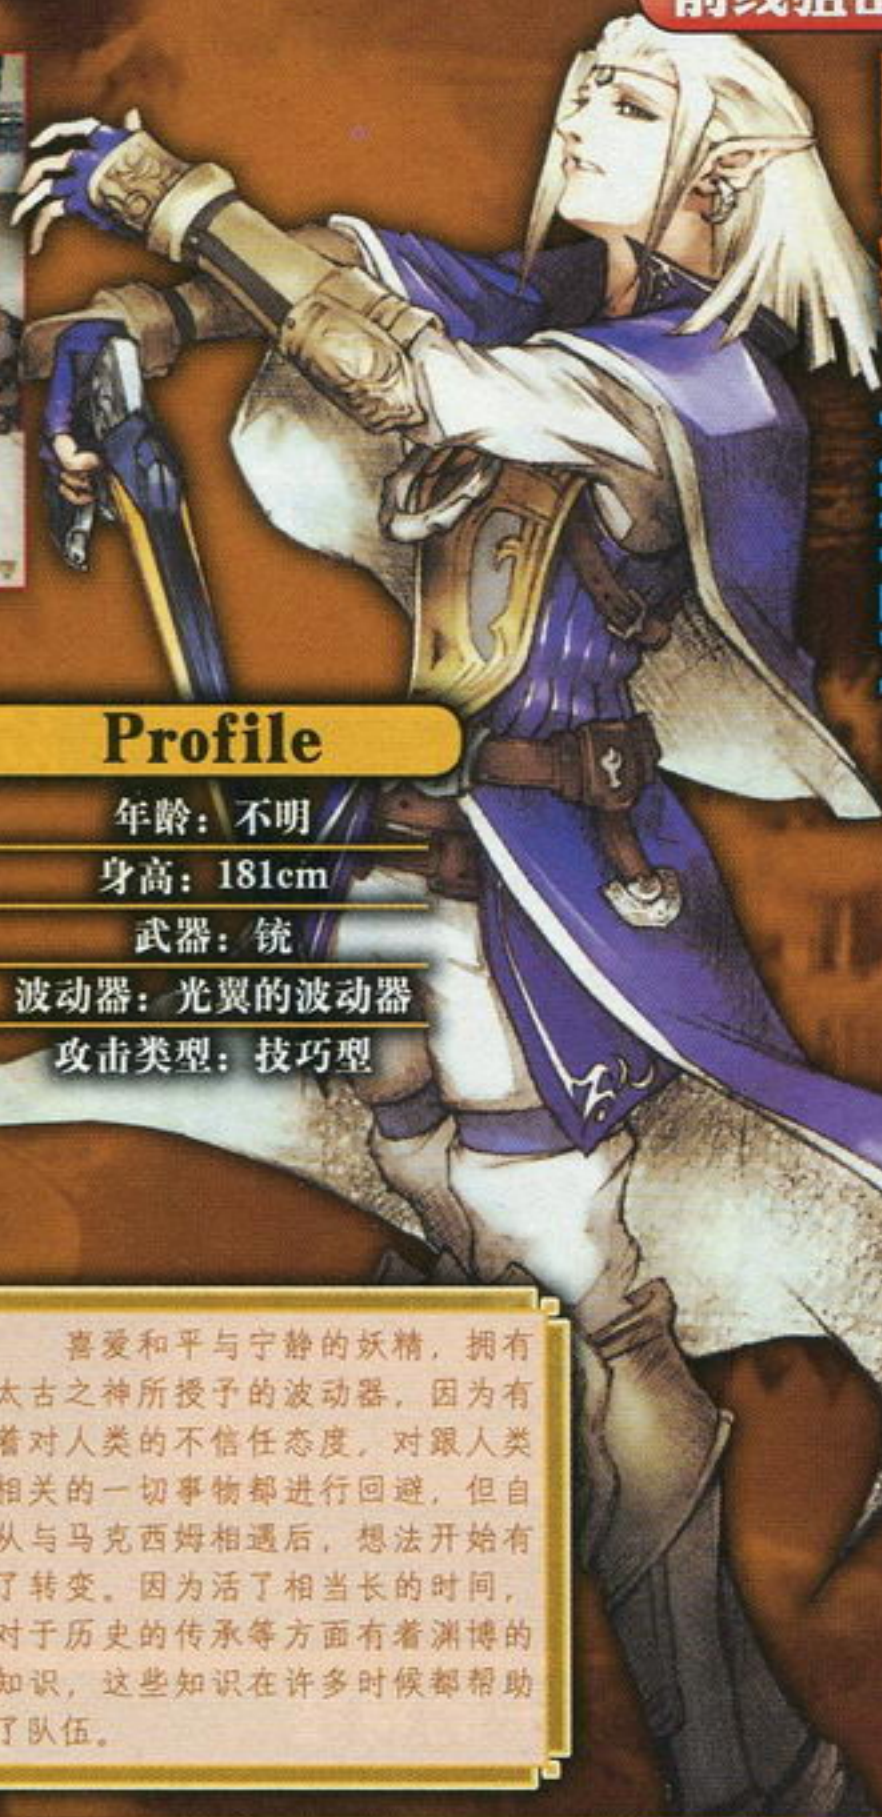 前线狙击
Profile
年龄：不明
身高：181cm
武器：铳
波动器：光翼的波动器
攻击类型：技巧型
喜爱和平与宁静的妖精，拥有
太古之神所授予的波动器，因为有
着对人类的不信任态度，对跟人类
相关的一切事物都进行回避，但自
从与马克西姆相遇后，想法开始有
了转变。因为活了相当长的时间，
对于历史的传承等方面有着渊博的
知识，这些知识在许多时候都帮助
了队伍。